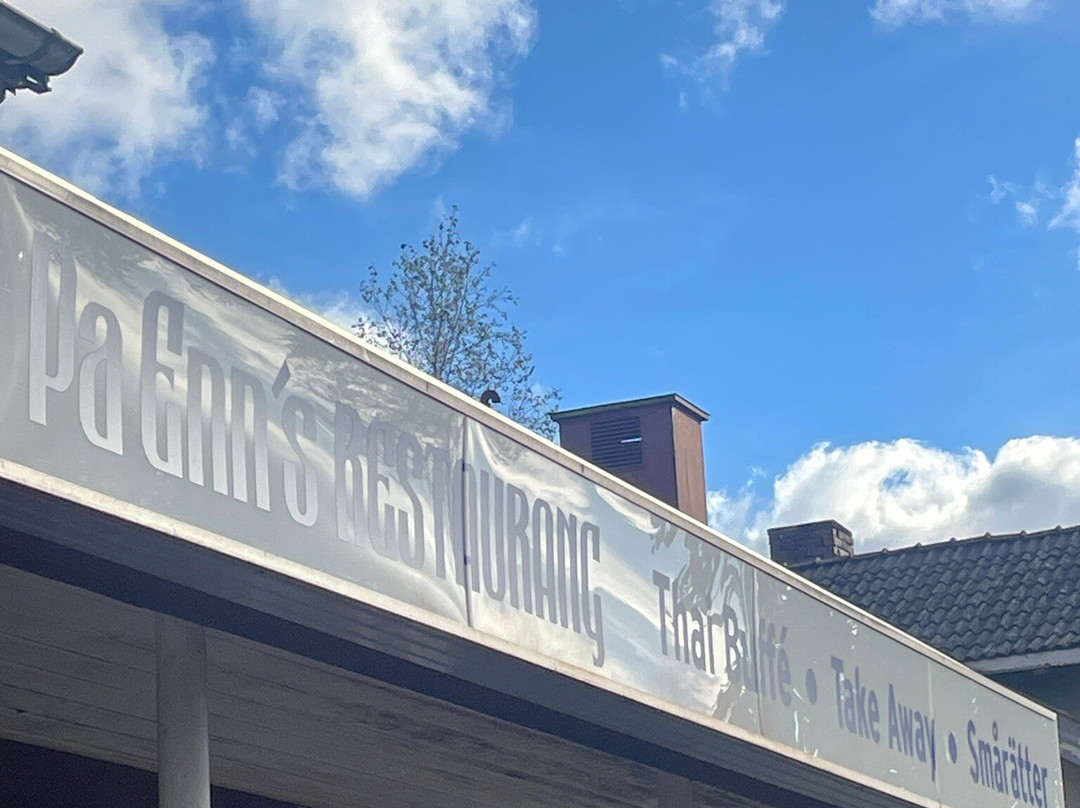 Pa Enn's RESTAURANG Thai Buffé • Take Away • Smårätter